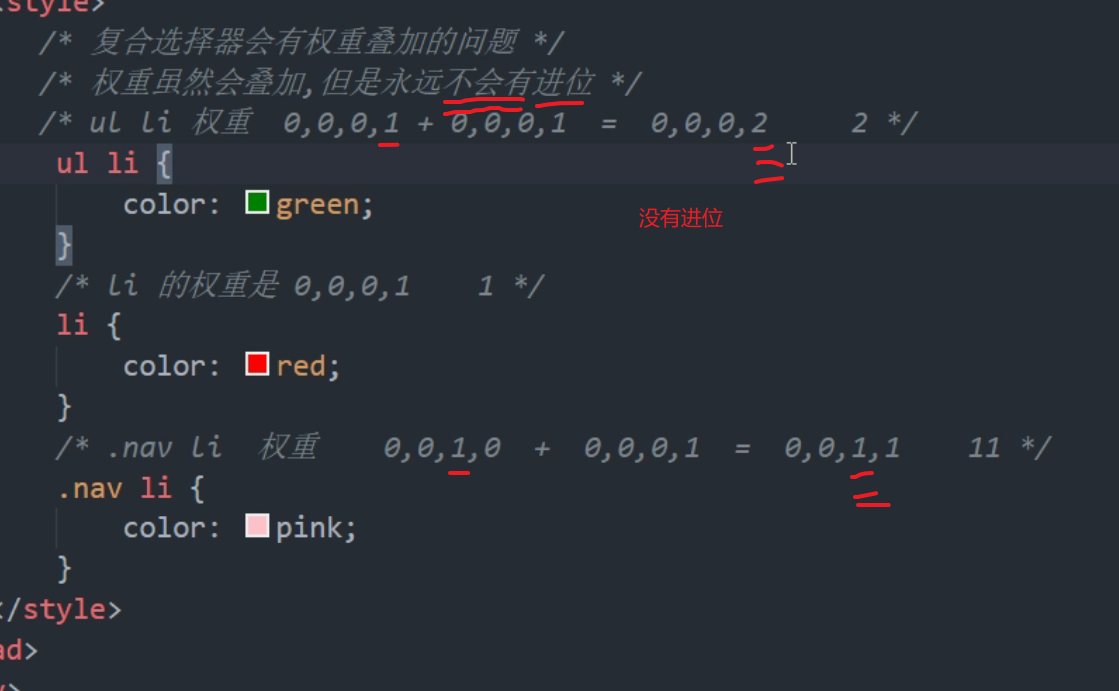 <style>
/* 复合选择器会有权重叠加的问题 */
/* 权重虽然会叠加,但是永远不会有进位 */
/* ul li 权重 0,0,0,1 + 0,0,0,1 = 0,0,0,2 2 */
ul li {
color: green;
没有进位
}
/* li 的权重是 0,0,0,1 1 */
li {
color: red;
}
/* .nav li 权重 0,0,1,0 + 0,0,0,1 = 0,0,1,1 11 */
.nav li {
color: pink;
}
</style>
ad>